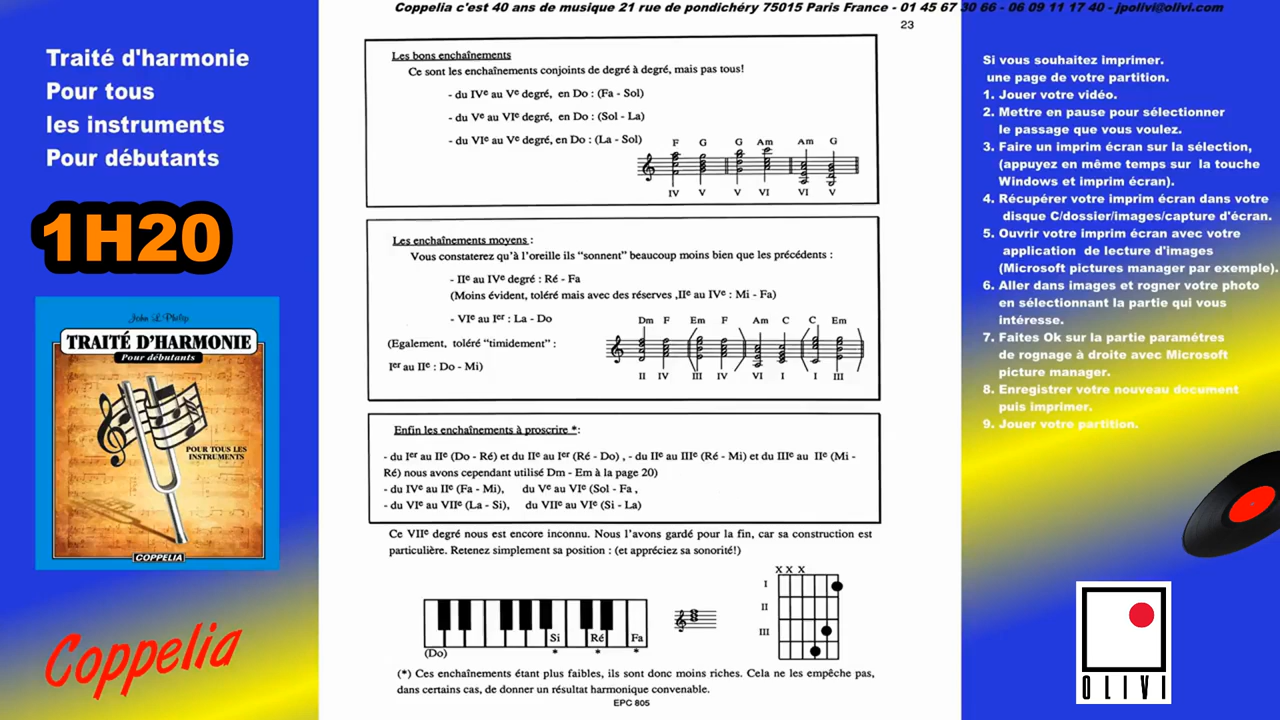 Coppelia c'est 40 ans de musique 21 rue de pondichéry 75015 Paris France - 01 45 67 30 66 - 06 09 11 17 40 - jpolivi@olivi.com
23
Traité d'harmonie
Pour tous
les instruments
Pour débutants
1H20
John L. Philip
TRAITÉ D'HARMONIE
Pour débutants
POUR TOUS LES
INSTRUMENTS
COPPELIA
Coppelia
Les bons enchaînements
Ce sont les enchaînements conjoints de degré à degré, mais pas tous!
- du IVe au Ve degré, en Do : (Fa - Sol)
- du Ve au VIe degré, en Do : (Sol - La)
- du VIe au Ve degré, en Do : (La - Sol)
F G G Am Am G
IV V V VI VI V
Les enchaînements moyens :
Vous constaterez qu'à l'oreille ils "sonnent" beaucoup moins bien que les précédents :
- IIe au IVe degré : Ré - Fa
(Moins évident, toléré mais avec des réserves ,IIe au IVe : Mi - Fa)
- VIe au Ier : La - Do
(Egalement, toléré "timidement" :
Ier au IIe : Do - Mi)
Dm F Em F Am C C Em
II IV III IV VI I I III
Enfin les enchaînements à proscrire *:
- du Ier au IIe (Do - Ré) et du IIe au Ier (Ré - Do) , - du IIe au IIIe (Ré - Mi) et du IIIe au IIe (Mi -
Ré) nous avons cependant utilisé Dm - Em à la page 20)
- du IVe au IIe (Fa - Mi), du Ve au VIe (Sol - Fa ,
- du VIe au VIIe (La - Si), du VIIe au VIe (Si - La)
Ce VIIe degré nous est encore inconnu. Nous l'avons gardé pour la fin, car sa construction est
particulière. Retenez simplement sa position : (et appréciez sa sonorité!)
Si Ré Fa
* * *
(Do)
X X X
I
II
III
(*) Ces enchaînements étant plus faibles, ils sont donc moins riches. Cela ne les empêche pas,
dans certains cas, de donner un résultat harmonique convenable.
EPC 805
Si vous souhaitez imprimer.
une page de votre partition.
1. Jouer votre vidéo.
2. Mettre en pause pour sélectionner
le passage que vous voulez.
3. Faire un imprim écran sur la sélection,
(appuyez en même temps sur la touche
Windows et imprim écran).
4. Récupérer votre imprim écran dans votre
disque C/dossier/images/capture d'écran.
5. Ouvrir votre imprim écran avec votre
application de lecture d'images
(Microsoft pictures manager par exemple).
6. Aller dans images et rogner votre photo
en sélectionnant la partie qui vous
intéresse.
7. Faites Ok sur la partie paramétres
de rognage à droite avec Microsoft
picture manager.
8. Enregistrer votre nouveau document
puis imprimer.
9. Jouer votre partition.
OLIVI